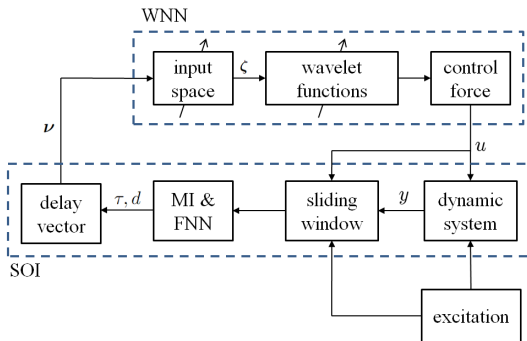 WNN
input
space
ζ
wavelet
functions
control
force
ν
u
delay
vector
τ, d
MI &
FNN
sliding
window
y
dynamic
system
SOI
excitation